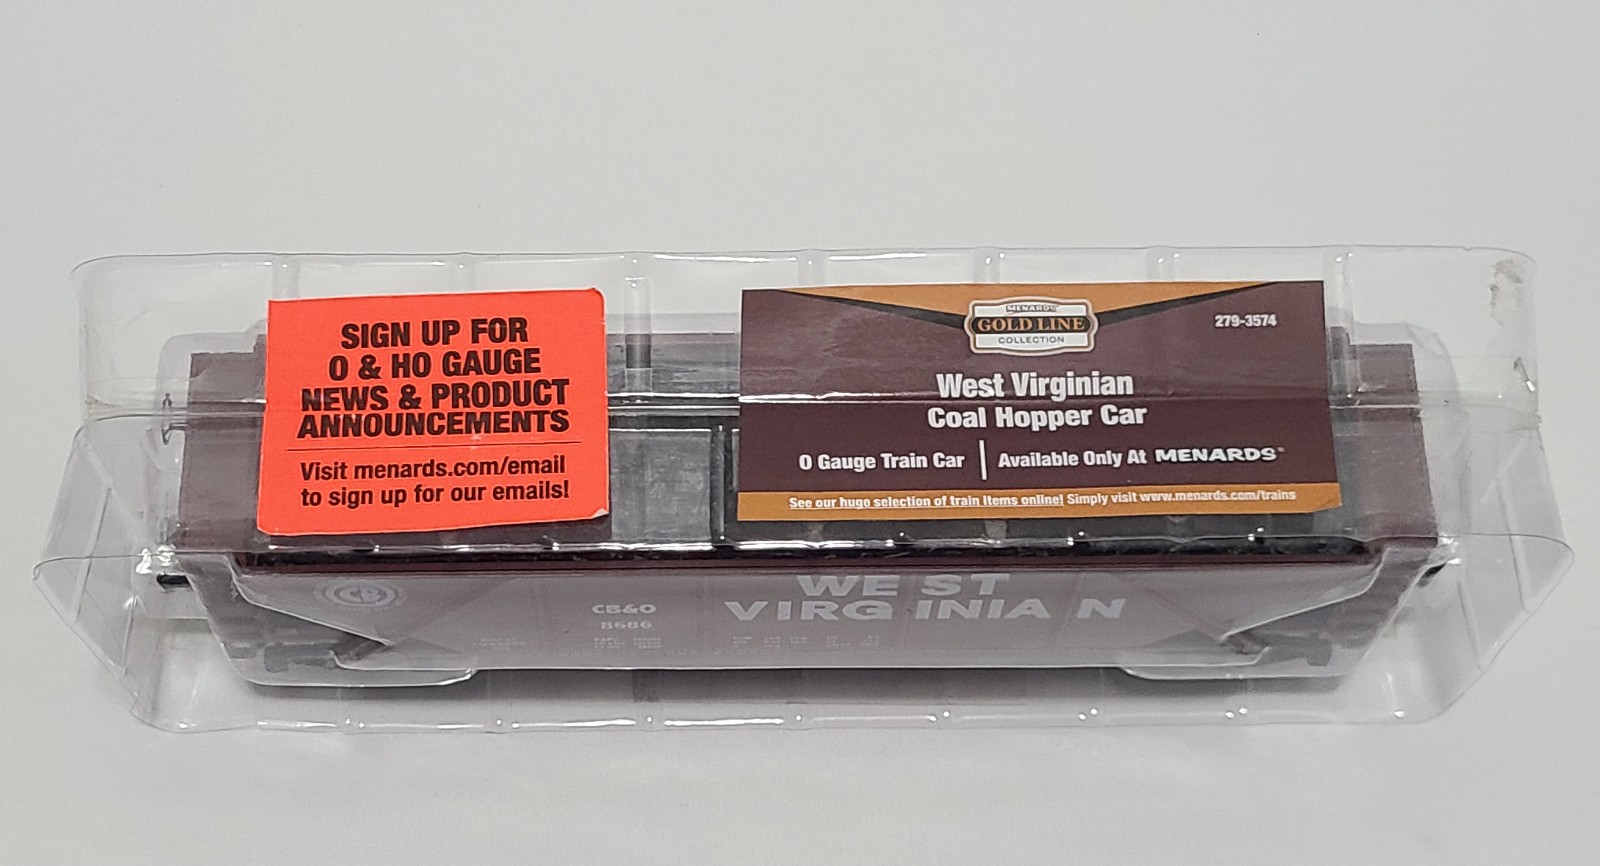 SIGN UP FOR
O & HO GAUGE
NEWS & PRODUCT
ANNOUNCEMENTS
Visit menards.com/email
to sign up for our emails!
MENARDS
GOLD LINE
COLLECTION
279-3574
West Virginian
Coal Hopper Car
O Gauge Train Car | Available Only At MENARDS®
See our huge selection of train items online! Simply visit www.menards.com/trains
CB
CB&O
8686
WEST
VIRGINIAN